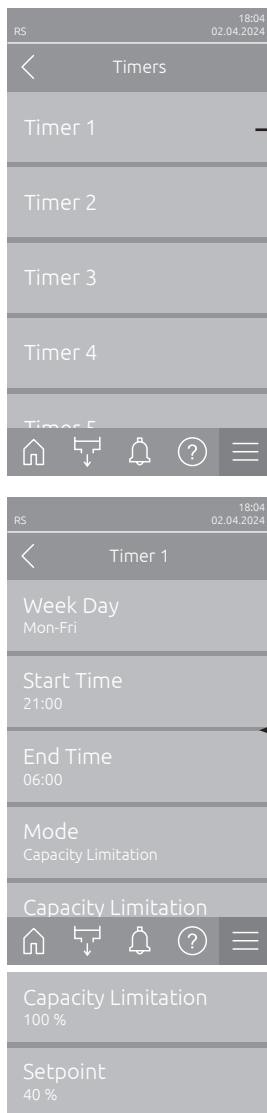 18:04
RS 02.04.2024
Timers
Timer 1
Timer 2
Timer 3
Timer 4
Timer 5
?
18:04
RS 02.04.2024
Timer 1
Week Day
Mon-Fri
Start Time
21:00
End Time
06:00
Mode
Capacity Limitation
Capacity Limitation
?
Capacity Limitation
100 %
Setpoint
40 %